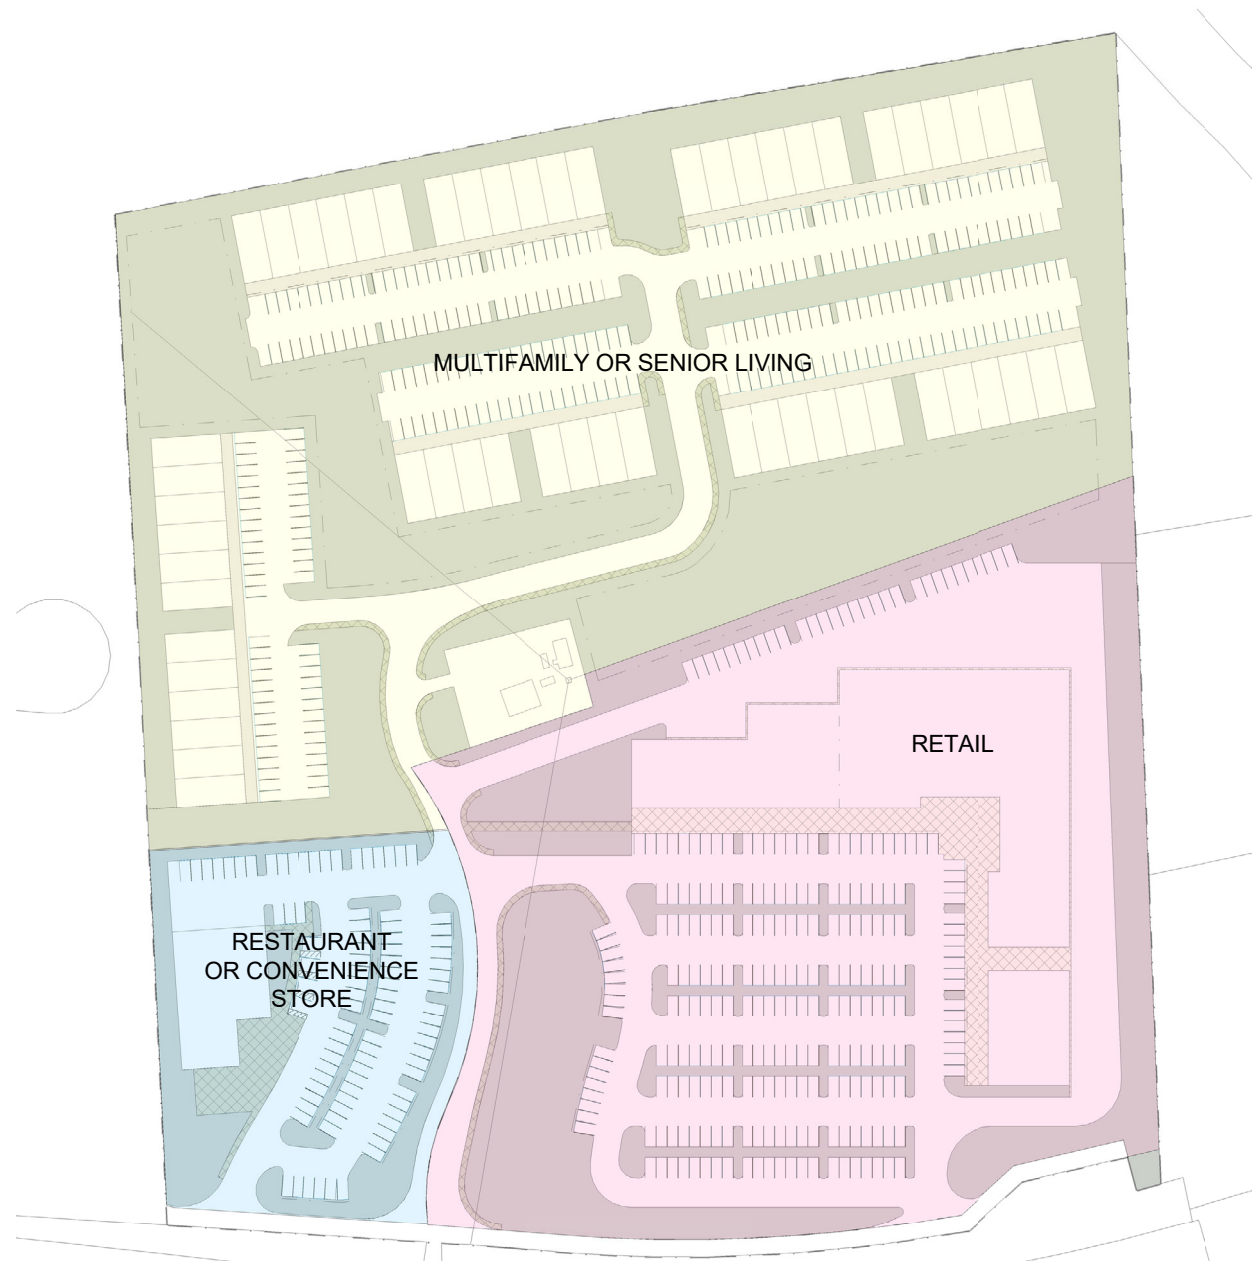 MULTIFAMILY OR SENIOR LIVING
RETAIL
RESTAURANT
OR CONVENIENCE
STORE